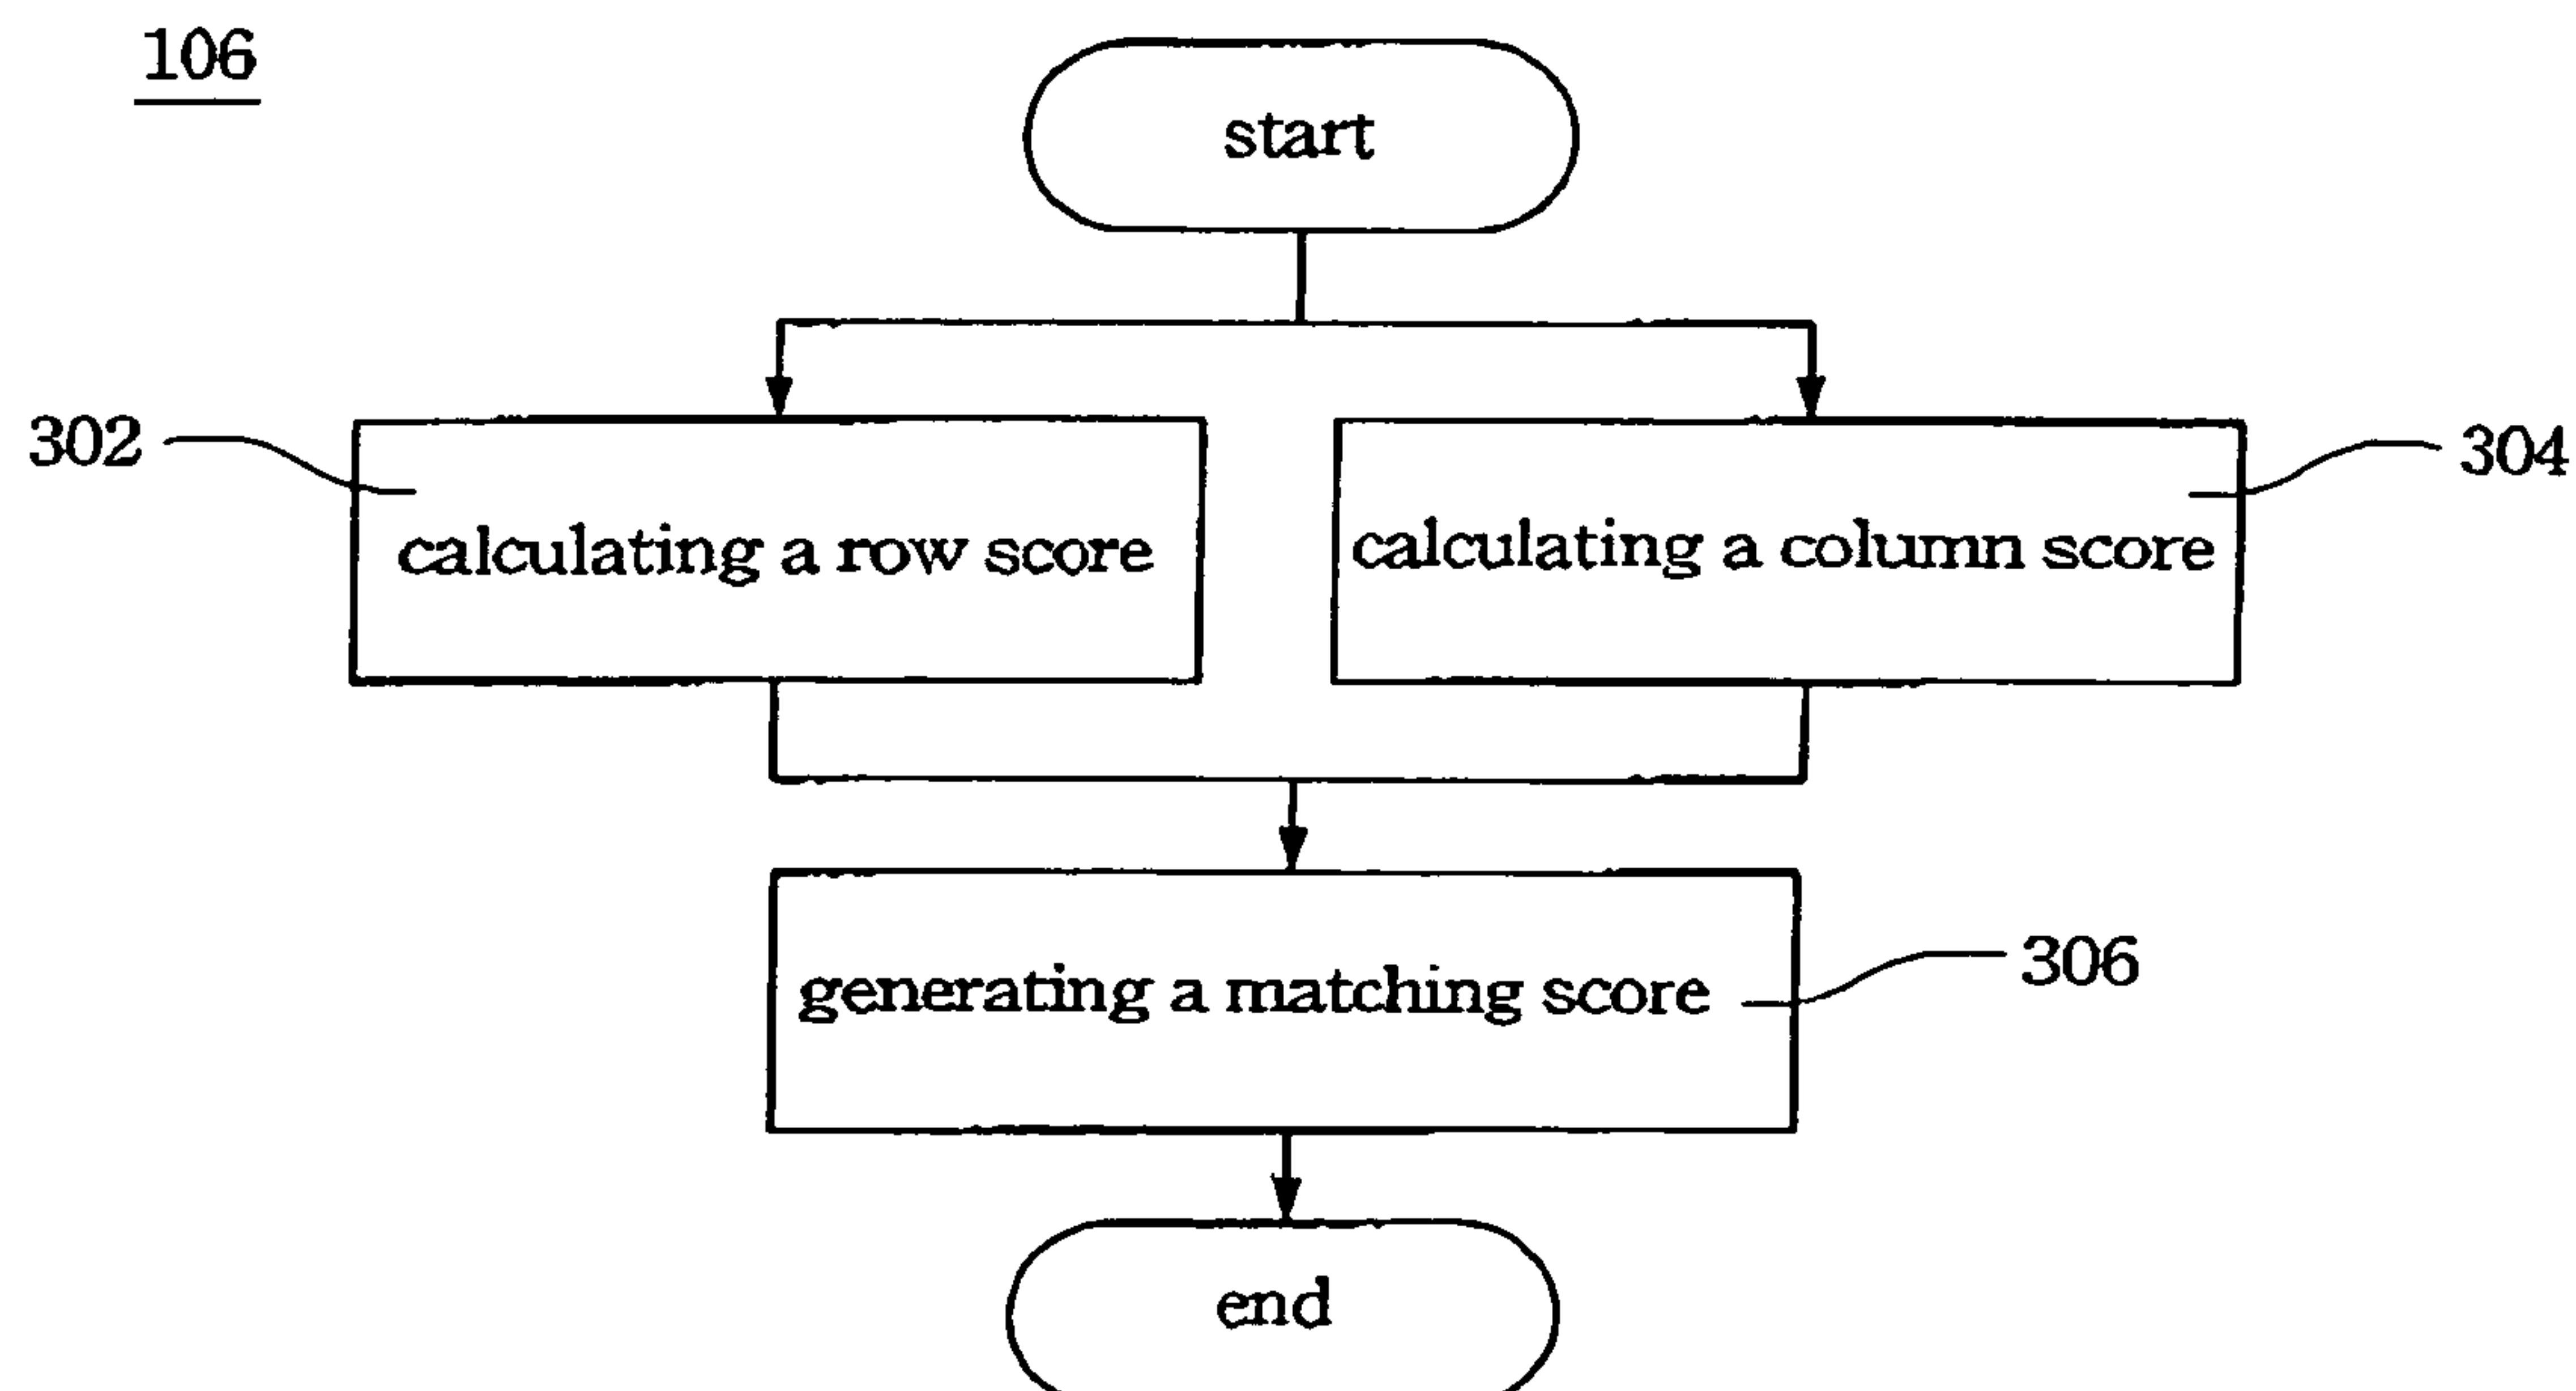 106
start
302
304
calculating a row score
calculating a column score
306
generating a matching score
end